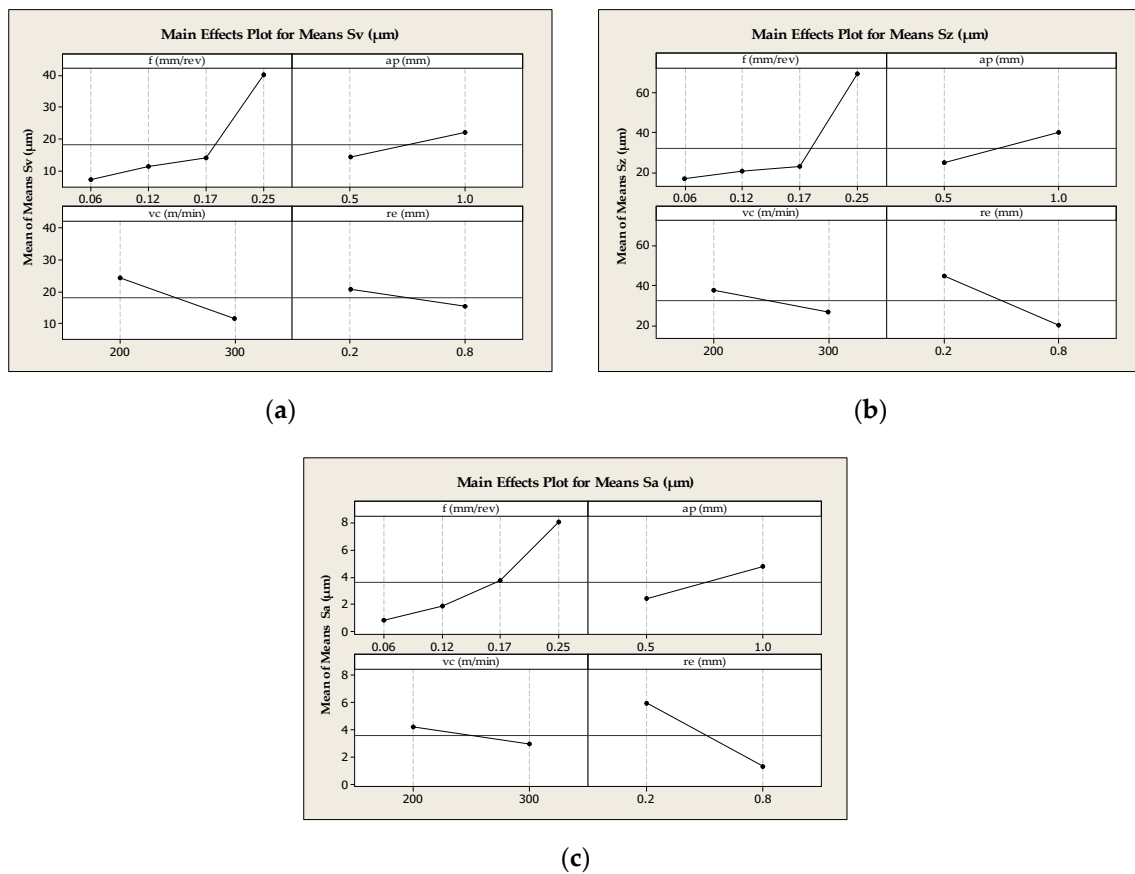 Main Effects Plot for Means Sv (µm)
Mean of Means Sv (µm)
f (mm/rev) ap (mm)
40
30
20
10
0.06 0.12 0.17 0.25 0.5 1.0
vc (m/min) re (mm)
40
30
20
10
200 300 0.2 0.8
(a)
Main Effects Plot for Means Sz (µm)
Mean of Means Sz (µm)
f (mm/rev) ap (mm)
60
40
20
0.06 0.12 0.17 0.25 0.5 1.0
vc (m/min) re (mm)
60
40
20
200 300 0.2 0.8
(b)
Main Effects Plot for Means Sa (µm)
Mean of Means Sa (µm)
f (mm/rev) ap (mm)
8
6
4
2
0
0.06 0.12 0.17 0.25 0.5 1.0
vc (m/min) re (mm)
8
6
4
2
0
200 300 0.2 0.8
(c)